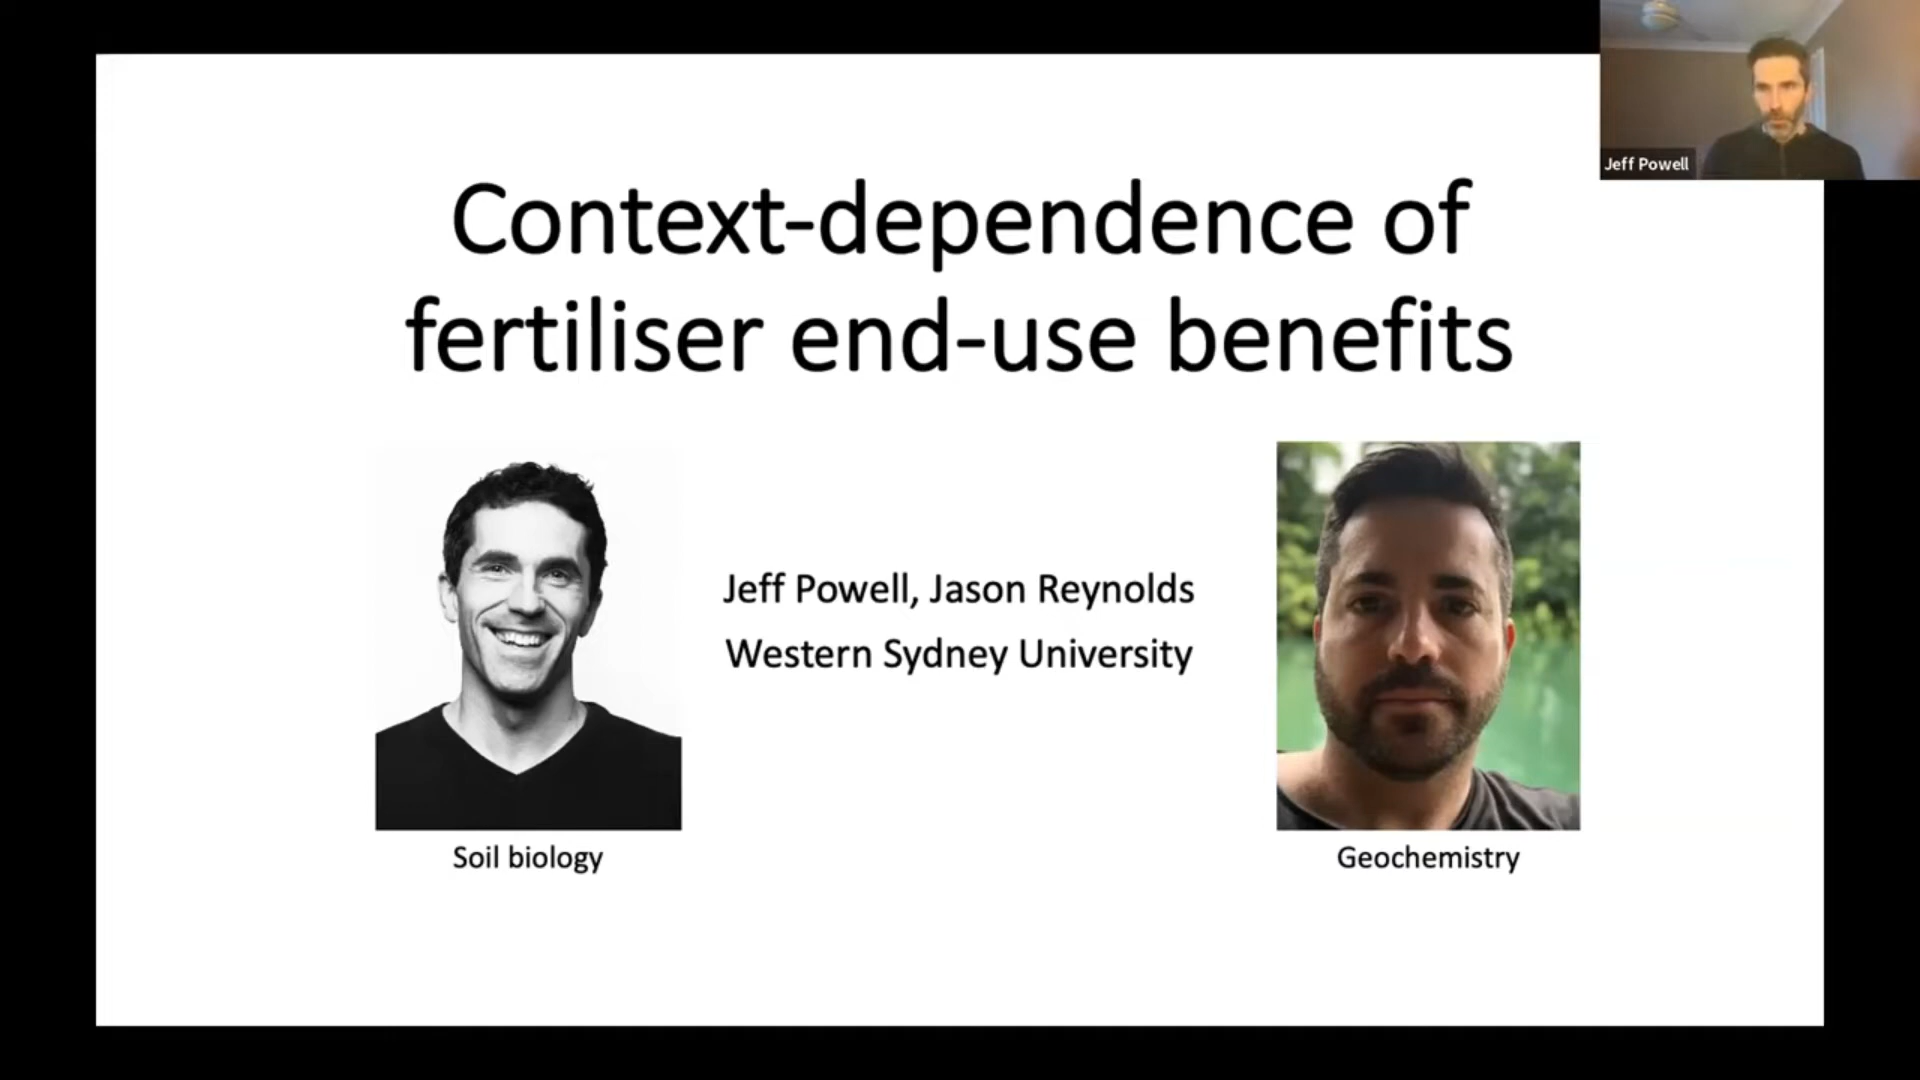 Jeff Powell
Context-dependence of
fertiliser end-use benefits
Jeff Powell, Jason Reynolds
Western Sydney University
Soil biology
Geochemistry